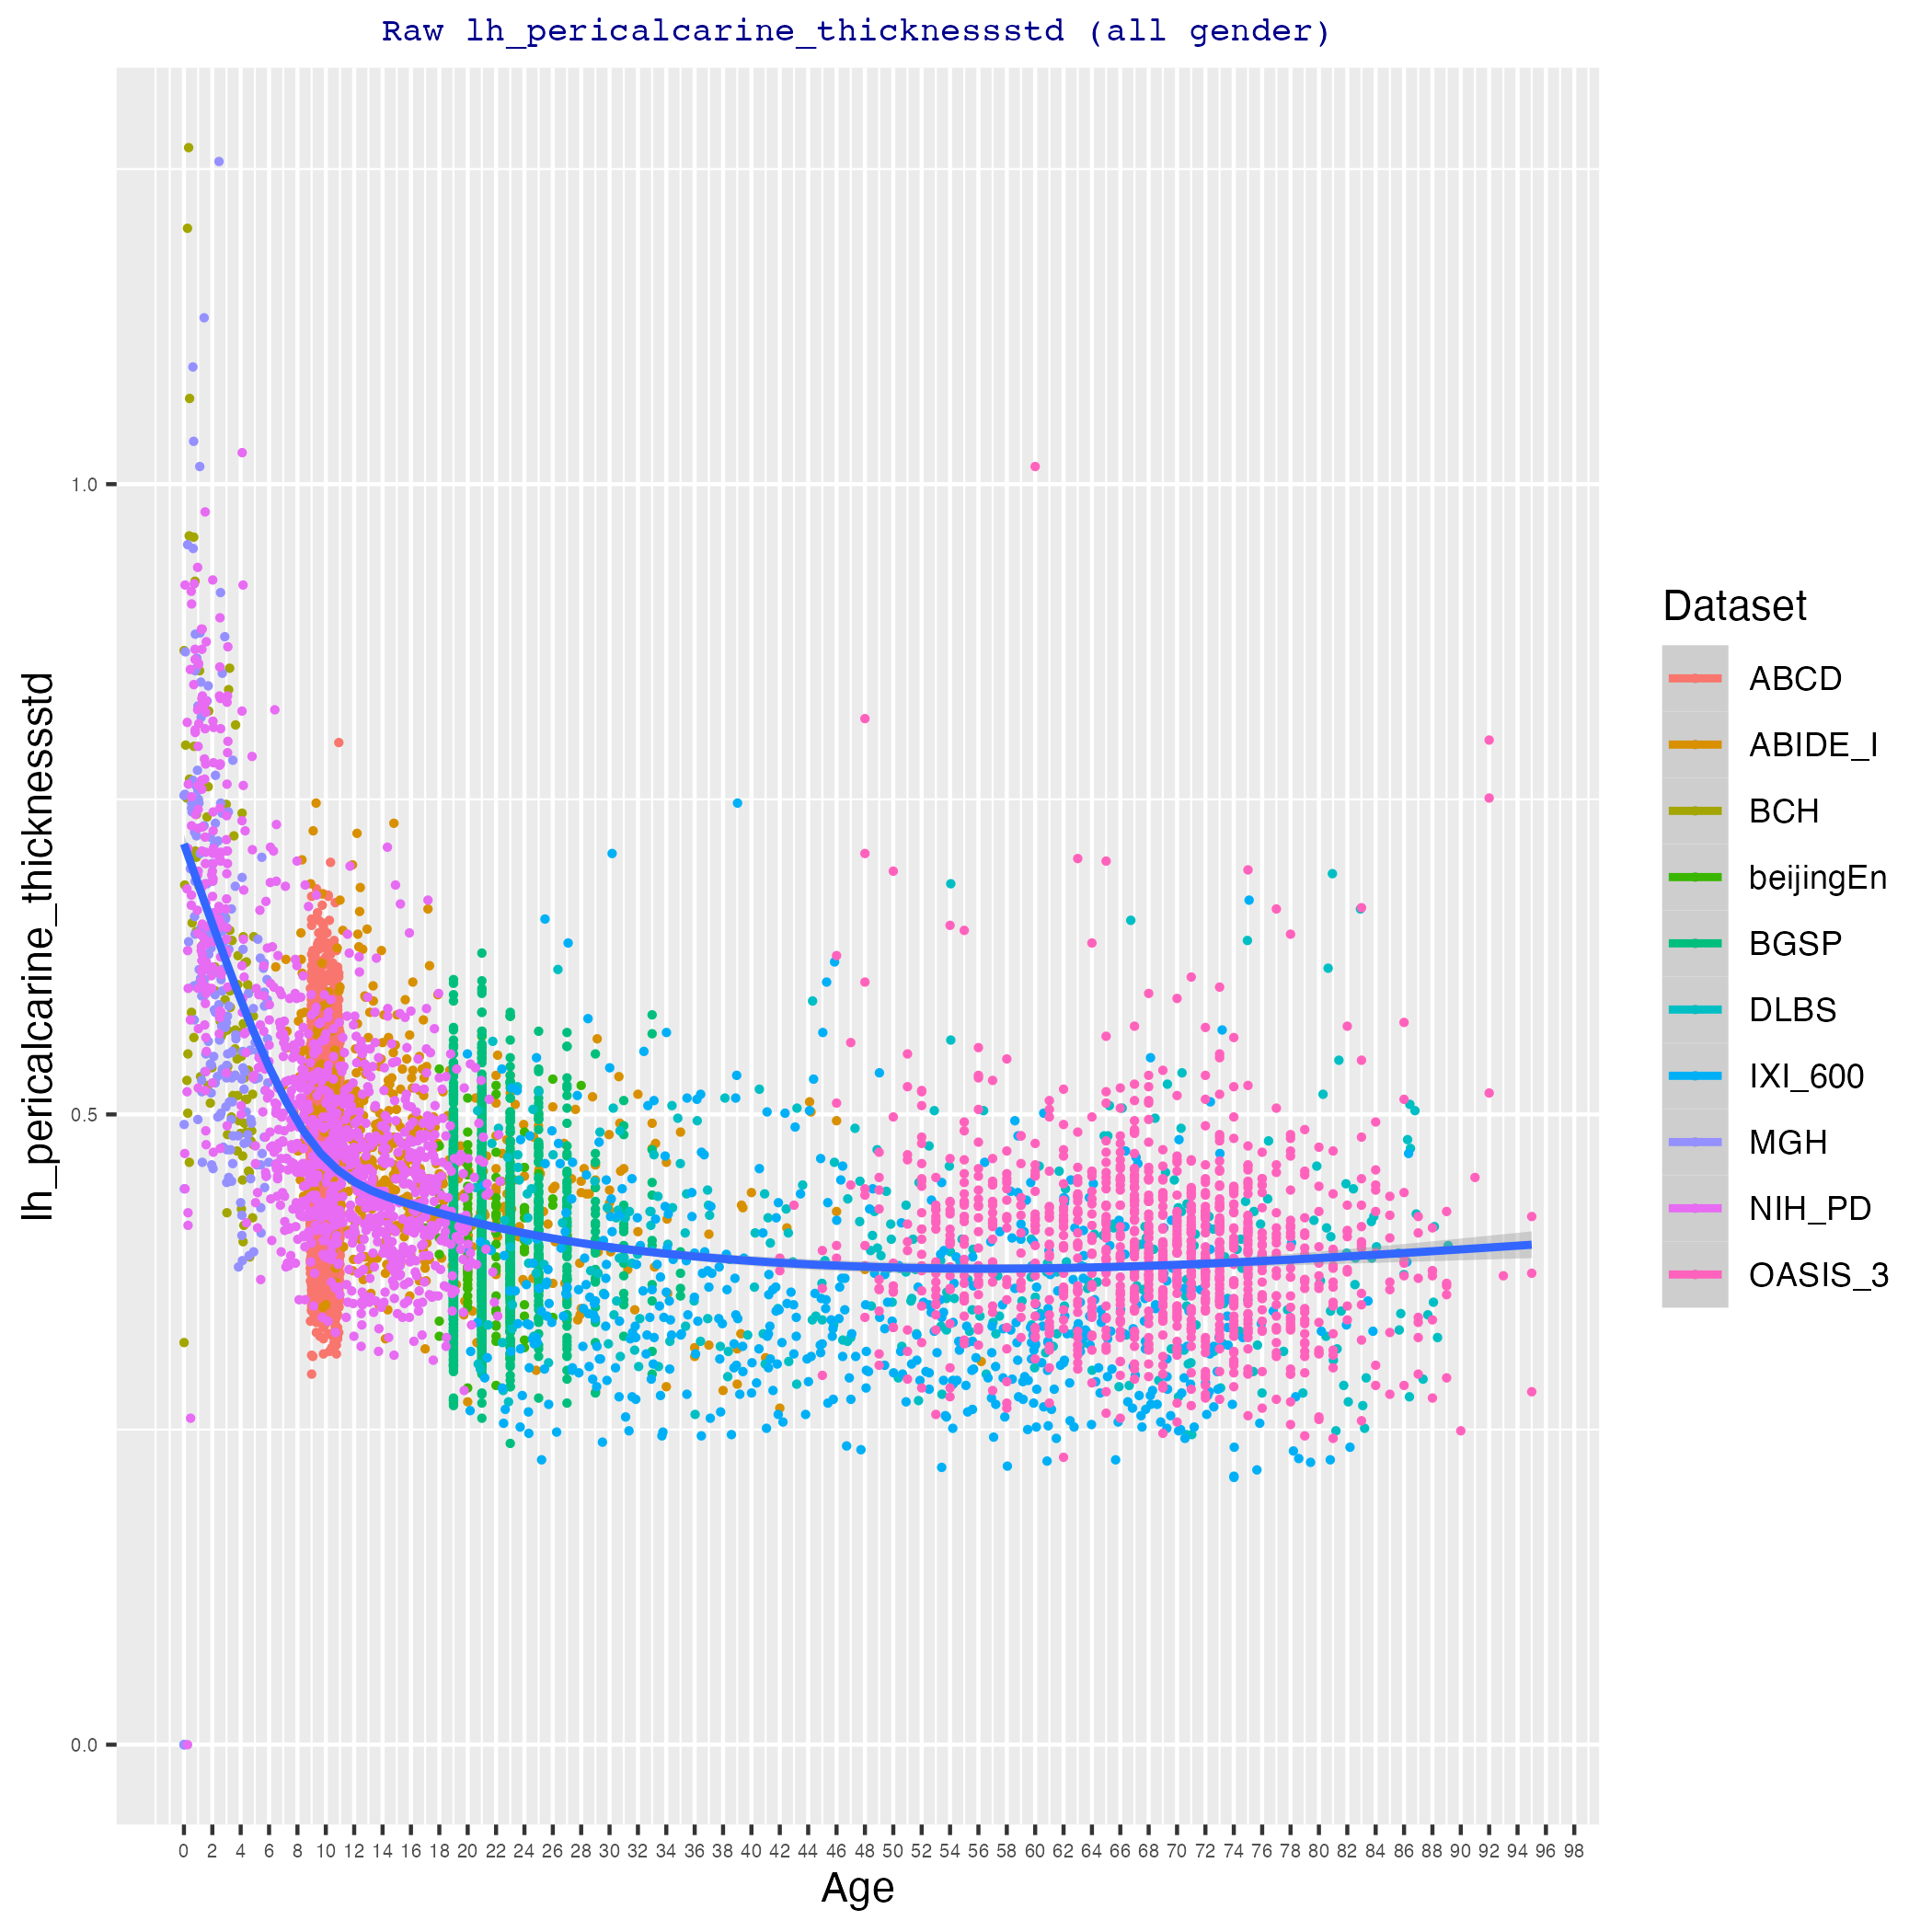 Raw lh_pericalcarine_thicknessstd (all gender)
lh_pericalcarine_thicknessstd
1.0
0.5
0.0
0 2 4 6 8 10 12 14 16 18 20 22 24 26 28 30 32 34 36 38 40 42 44 46 48 50 52 54 56 58 60 62 64 66 68 70 72 74 76 78 80 82 84 86 88 90 92 94 96 98
Age
Dataset
ABCD
ABIDE_I
BCH
beijingEn
BGSP
DLBS
IXI_600
MGH
NIH_PD
OASIS_3